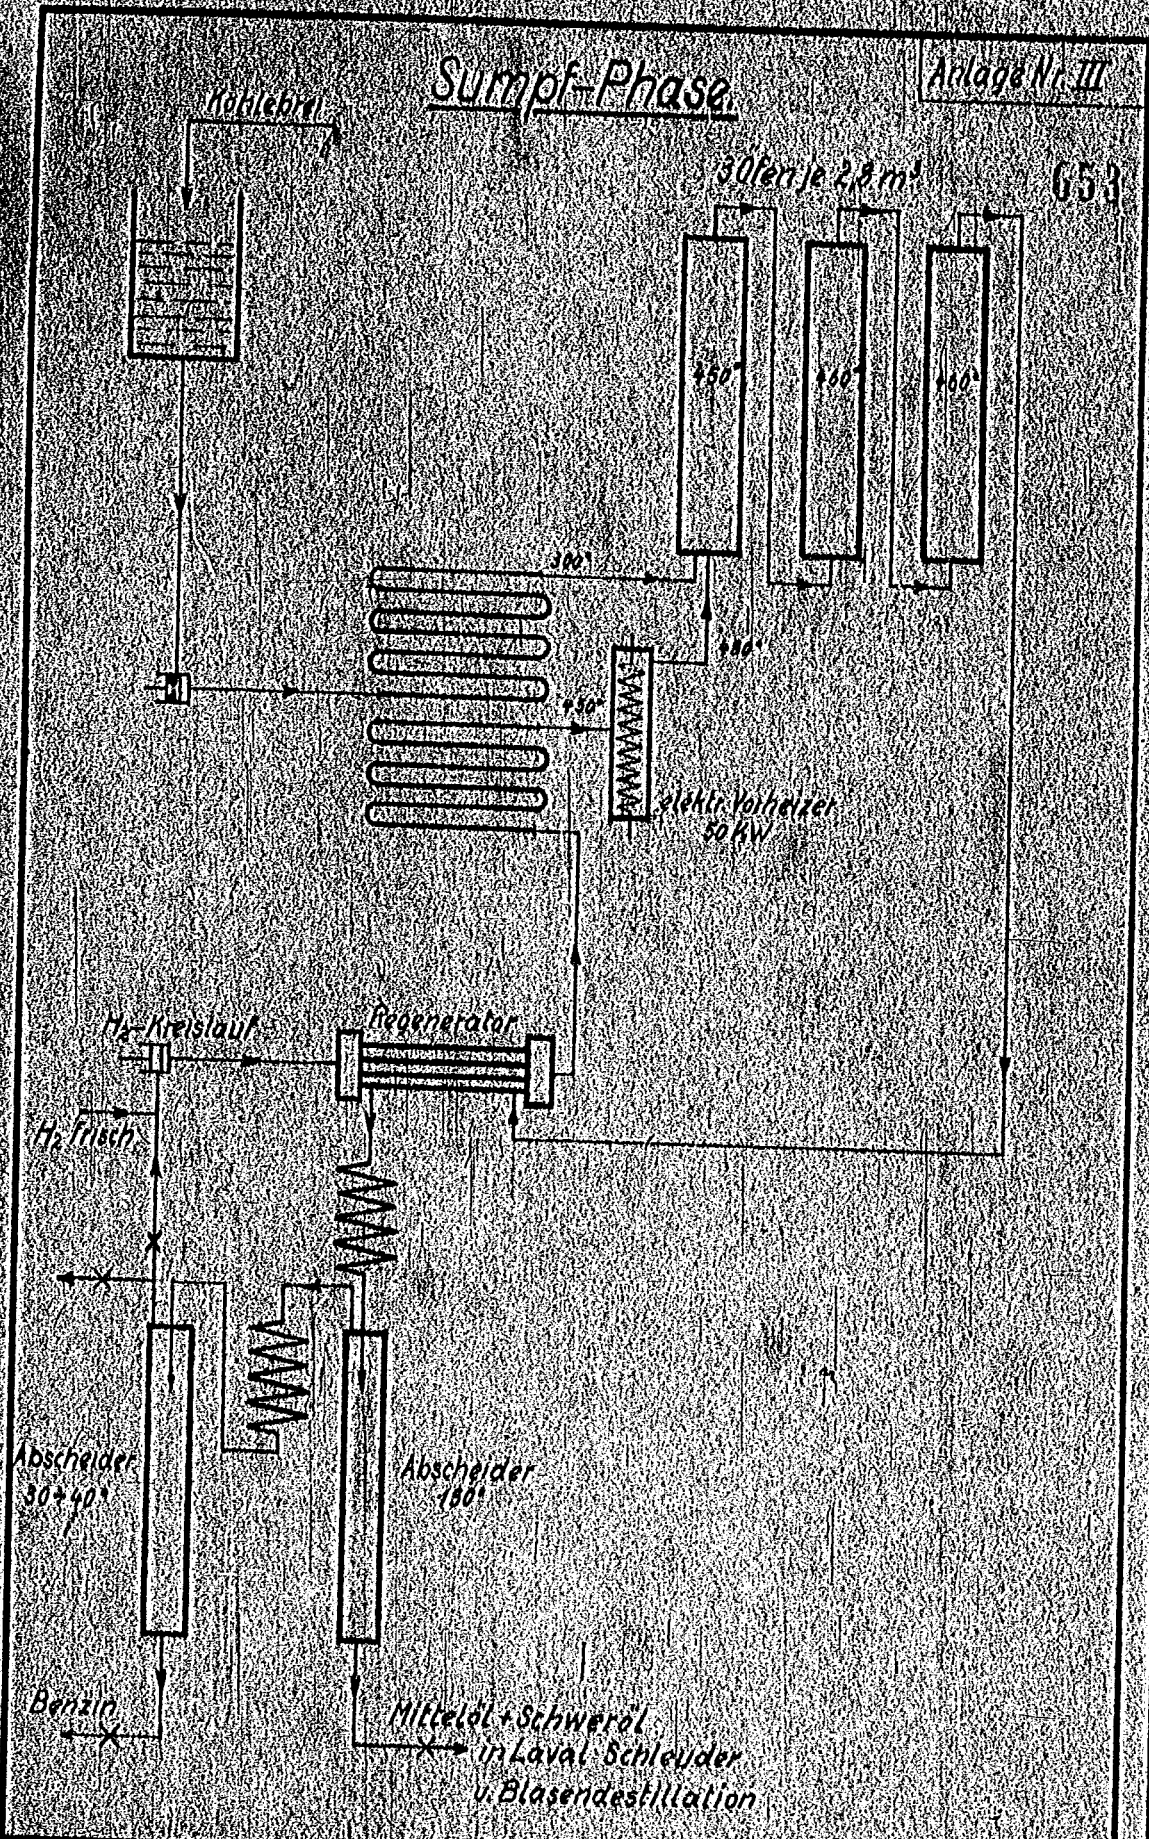 Sumpf-Phase.
Anlage Nr. III
653
Kohlebrei
3 Öfen je 2,8 m³
450°
460°
460°
300°
480°
450°
elektr. Vorheizer
50 KW
H₂-Kreislauf
Regenerator
H₂ frisch
Abscheider
30÷40°
Abscheider
180°
Benzin
Mittelöl + Schweröl
in Laval-Schleuder
u. Blasendestillation